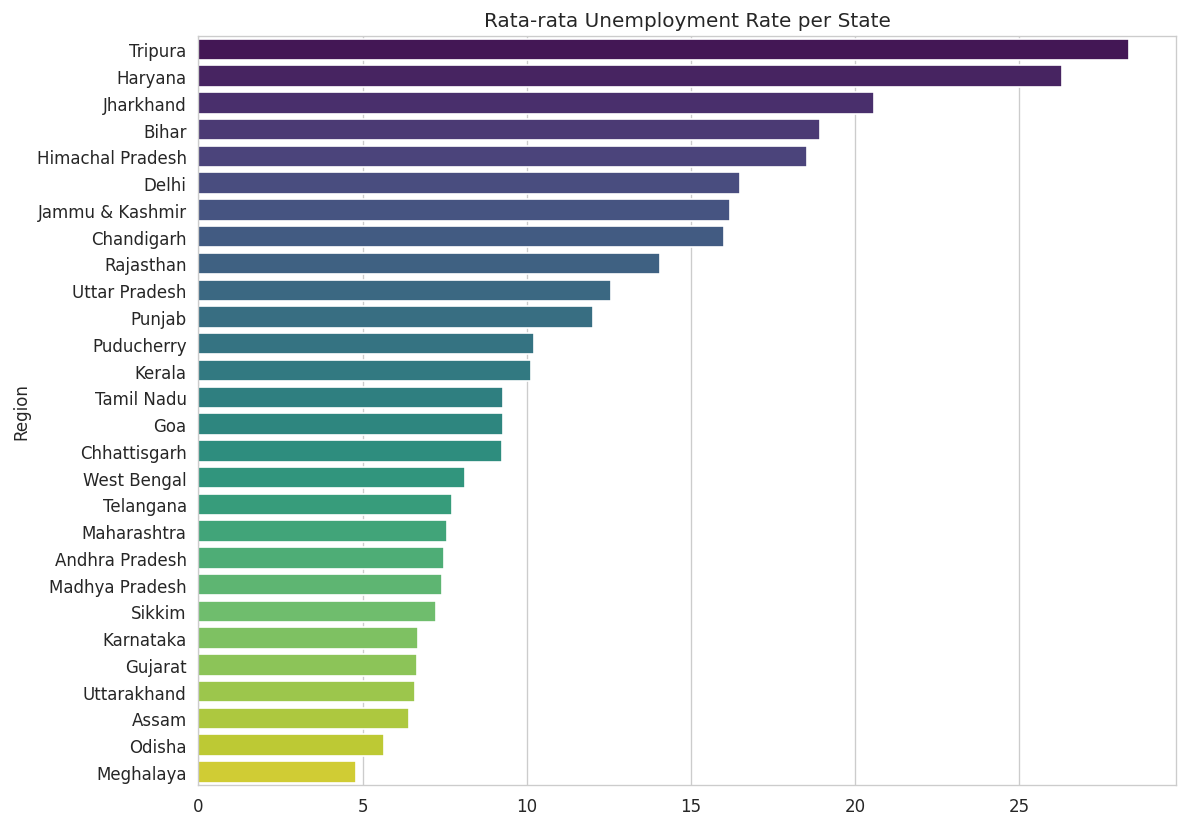 Rata-rata Unemployment Rate per State
Region
Tripura
Haryana
Jharkhand
Bihar
Himachal Pradesh
Delhi
Jammu & Kashmir
Chandigarh
Rajasthan
Uttar Pradesh
Punjab
Puducherry
Kerala
Tamil Nadu
Goa
Chhattisgarh
West Bengal
Telangana
Maharashtra
Andhra Pradesh
Madhya Pradesh
Sikkim
Karnataka
Gujarat
Uttarakhand
Assam
Odisha
Meghalaya
0 5 10 15 20 25